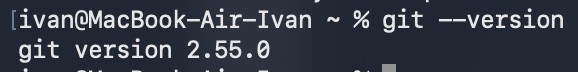 [ivan@MacBook-Air-Ivan ~ % git --version
git version 2.55.0